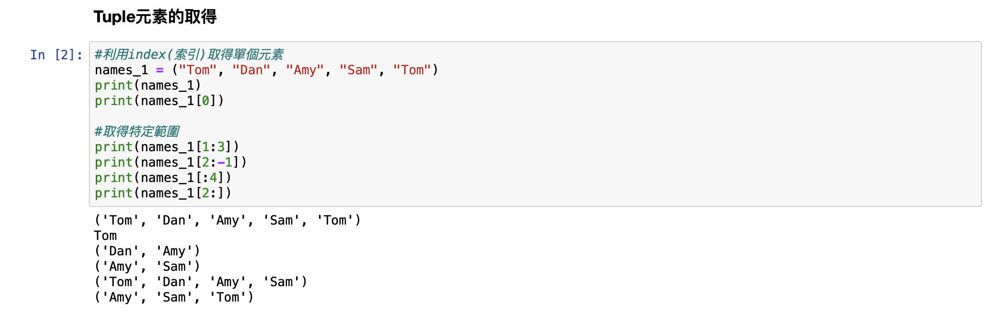 Tuple元素的取得
In [2]:
#利用index(索引)取得單個元素
names_1 = ("Tom", "Dan", "Amy", "Sam", "Tom")
print(names_1)
print(names_1[0])
#取得特定範圍
print(names_1[1:3])
print(names_1[2:-1])
print(names_1[:4])
print(names_1[2:])
('Tom', 'Dan', 'Amy', 'Sam', 'Tom')
Tom
('Dan', 'Amy')
('Amy', 'Sam')
('Tom', 'Dan', 'Amy', 'Sam')
('Amy', 'Sam', 'Tom')